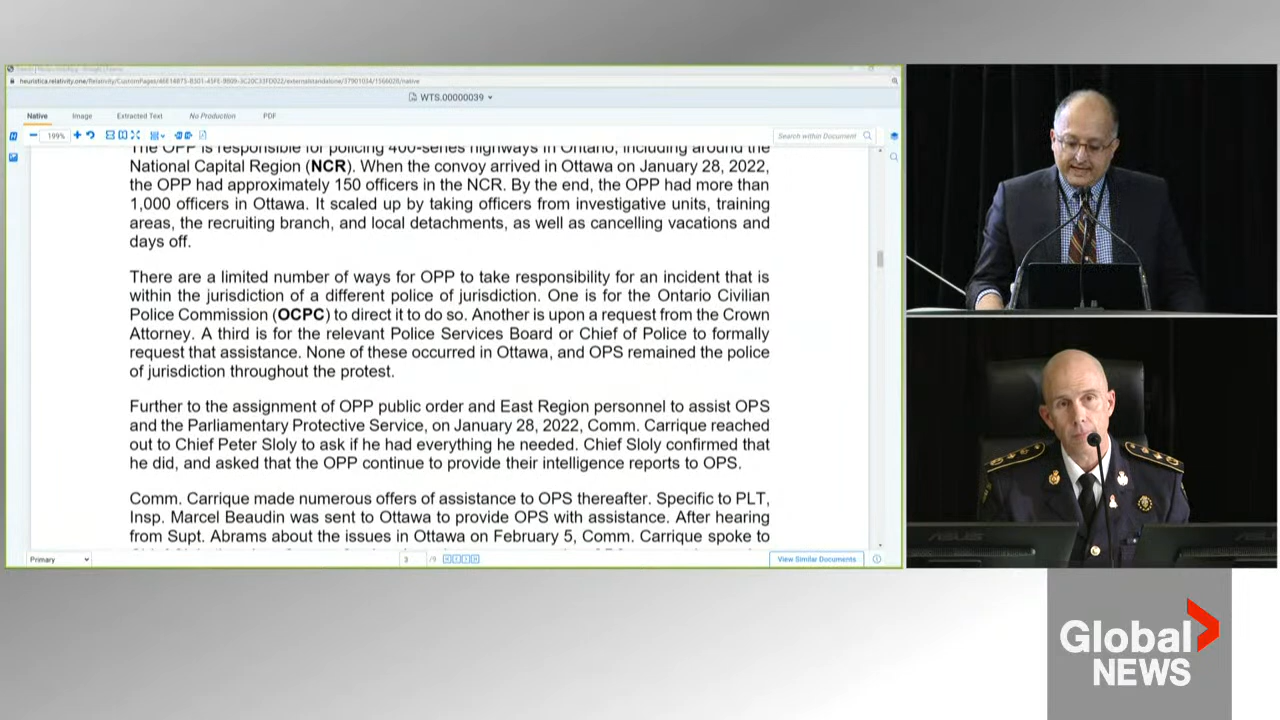 WTS.00000039
Native Image Extracted Text No Production PDF
199% Search within Document
The OPP is responsible for policing 400-series highways in Ontario, including around the
National Capital Region (NCR). When the convoy arrived in Ottawa on January 28, 2022,
the OPP had approximately 150 officers in the NCR. By the end, the OPP had more than
1,000 officers in Ottawa. It scaled up by taking officers from investigative units, training
areas, the recruiting branch, and local detachments, as well as cancelling vacations and
days off.
There are a limited number of ways for OPP to take responsibility for an incident that is
within the jurisdiction of a different police of jurisdiction. One is for the Ontario Civilian
Police Commission (OCPC) to direct it to do so. Another is upon a request from the Crown
Attorney. A third is for the relevant Police Services Board or Chief of Police to formally
request that assistance. None of these occurred in Ottawa, and OPS remained the police
of jurisdiction throughout the protest.
Further to the assignment of OPP public order and East Region personnel to assist OPS
and the Parliamentary Protective Service, on January 28, 2022, Comm. Carrique reached
out to Chief Peter Sloly to ask if he had everything he needed. Chief Sloly confirmed that
he did, and asked that the OPP continue to provide their intelligence reports to OPS.
Comm. Carrique made numerous offers of assistance to OPS thereafter. Specific to PLT,
Insp. Marcel Beaudin was sent to Ottawa to provide OPS with assistance. After hearing
from Supt. Abrams about the issues in Ottawa on February 5, Comm. Carrique spoke to
Primary 3 /9 View Similar Documents
ASUS
Global
NEWS